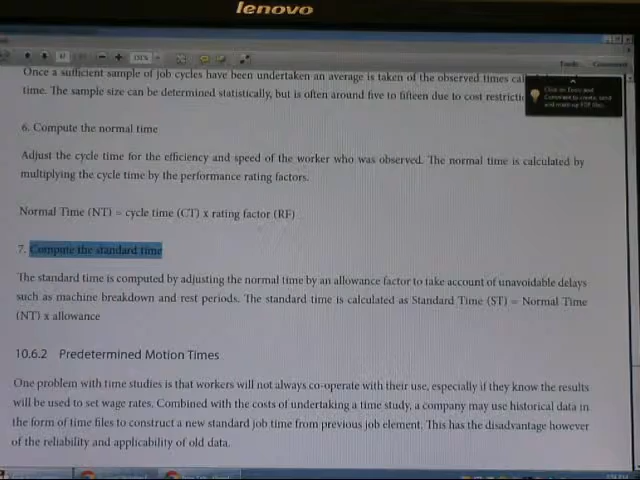 lenovo
Once a sufficient sample of job cycles have been undertaken an average is taken of the observed times
time. The sample size can be determined statistically, but is often around five to fifteen due to cost
6. Compute the normal time
Adjust the cycle time for the efficiency and speed of the worker who was observed. The normal time is calculated by
multiplying the cycle time by the performance rating factors.
Normal Time (NT) = cycle time (CT) x rating factor (RF)
7. Compute the standard time
The standard time is computed by adjusting the normal time by an allowance factor to take account of unavoidable delays
such as machine breakdown and rest periods. The standard time is calculated as Standard Time (ST) = Normal Time
(NT) x allowance
10.6.2 Predetermined Motion Times
One problem with time studies is that workers will not always co-operate with their use, especially if they know the results
will be used to set wage rates. Combined with the costs of undertaking a time study, a company may use historical data in
the form of time files to construct a new standard job time from previous job element. This has the disadvantage however
of the reliability and applicability of old data.